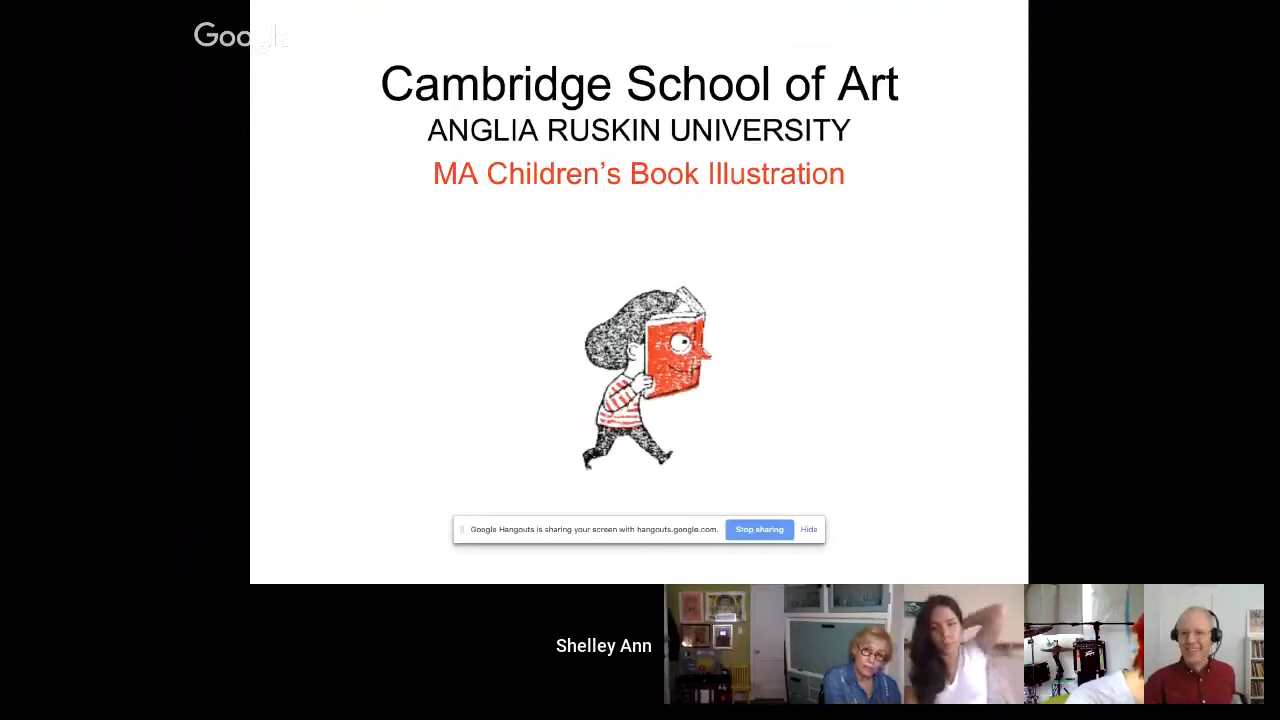 Google
Cambridge School of Art
ANGLIA RUSKIN UNIVERSITY
MA Children's Book Illustration
Google Hangouts is sharing your screen with hangouts.google.com. Stop sharing Hide
Shelley Ann